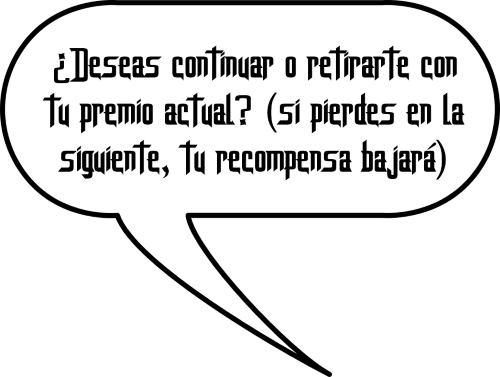 ¿Deseas continuar o retirarte con
tu premio actual? (si pierdes en la
siguiente, tu recompensa bajará)